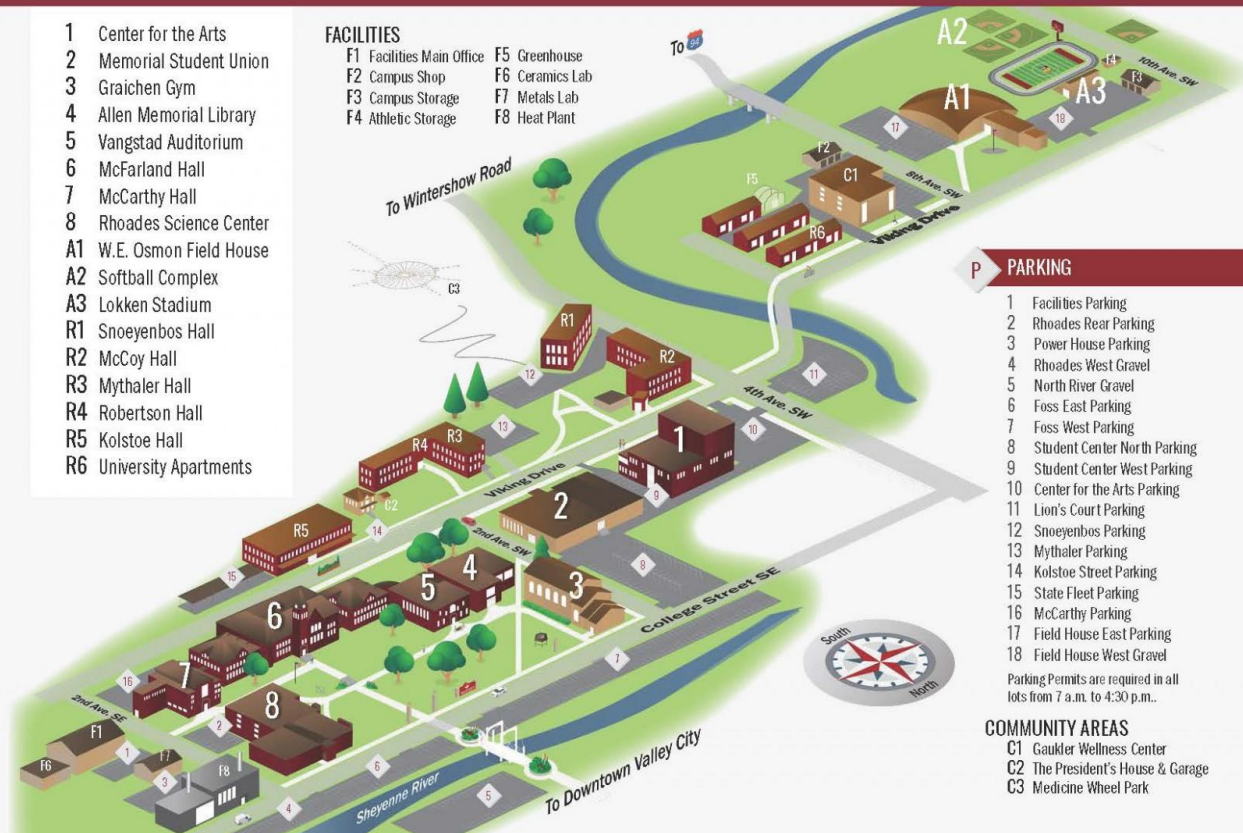 1 Center for the Arts
2 Memorial Student Union
3 Graichen Gym
4 Allen Memorial Library
5 Vangstad Auditorium
6 McFarland Hall
7 McCarthy Hall
8 Rhoades Science Center
A1 W.E. Osmon Field House
A2 Softball Complex
A3 Lokken Stadium
R1 Snoeyenbos Hall
R2 McCoy Hall
R3 Mythaler Hall
R4 Robertson Hall
R5 Kolstoe Hall
R6 University Apartments
FACILITIES
F1 Facilities Main Office
F2 Campus Shop
F3 Campus Storage
F4 Athletic Storage
F5 Greenhouse
F6 Ceramics Lab
F7 Metals Lab
F8 Heat Plant
To 94
A2
10th Ave. SW
F4
F3
A1
A3
17
18
To Wintershow Road
F2
C1
F5
8th Ave. SW
R6
Viking Drive
C3
R1
R2
12
11
4th Ave. SW
13
R3
R4
1
10
Viking Drive
9
C2
2
14
R5
2nd Ave. SW
8
15
4
5
3
College Street SE
6
7
16
7
2nd Ave. SE
8
2
F1
1
F7
F6
3
F8
6
4
Sheyenne River
5
To Downtown Valley City
South
North
P PARKING
1 Facilities Parking
2 Rhoades Rear Parking
3 Power House Parking
4 Rhoades West Gravel
5 North River Gravel
6 Foss East Parking
7 Foss West Parking
8 Student Center North Parking
9 Student Center West Parking
10 Center for the Arts Parking
11 Lion's Court Parking
12 Snoeyenbos Parking
13 Mythaler Parking
14 Kolstoe Street Parking
15 State Fleet Parking
16 McCarthy Parking
17 Field House East Parking
18 Field House West Gravel
Parking Permits are required in all
lots from 7 a.m. to 4:30 p.m..
COMMUNITY AREAS
C1 Gaukler Wellness Center
C2 The President's House & Garage
C3 Medicine Wheel Park